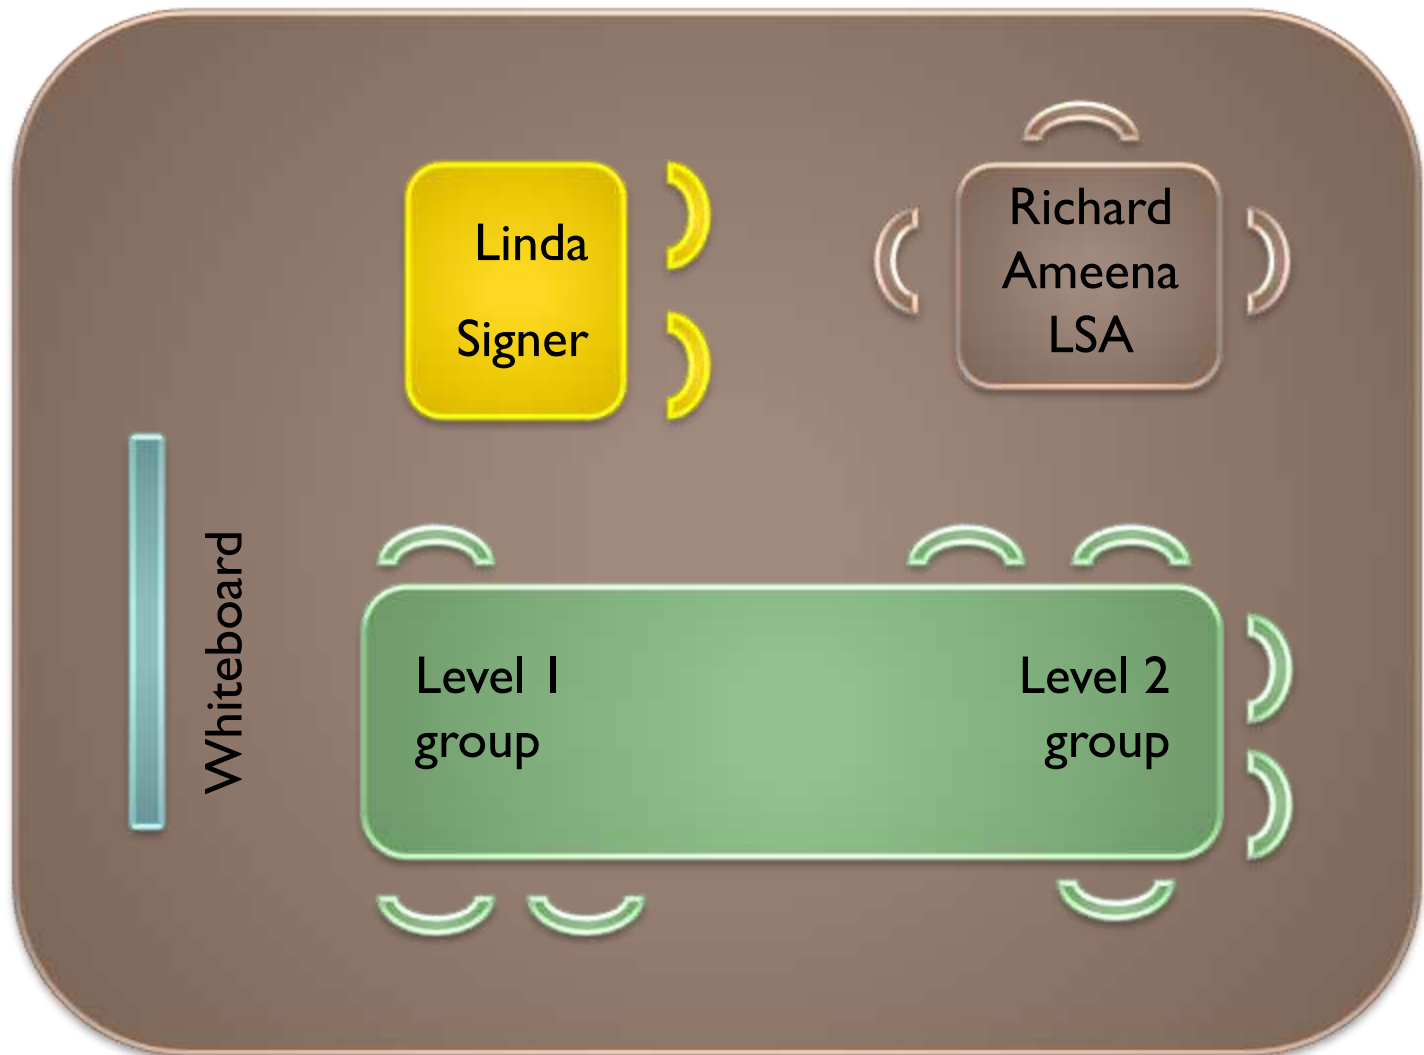 Linda
Signer
Richard
Ameena
LSA
Whiteboard
Level 1
group
Level 2
group